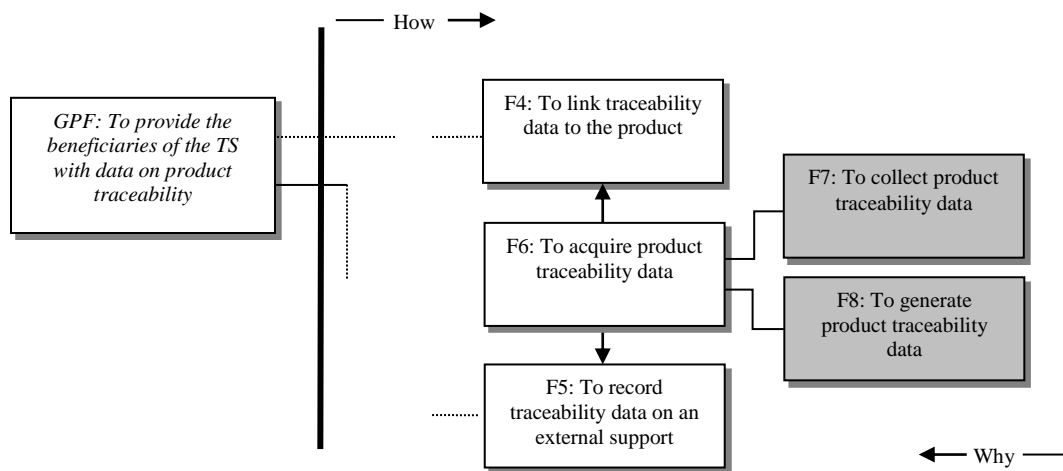 How
GPF: To provide the
beneficiaries of the TS
with data on product
traceability
F4: To link traceability
data to the product
F7: To collect product
traceability data
F6: To acquire product
traceability data
F8: To generate
product traceability
data
F5: To record
traceability data on an
external support
Why